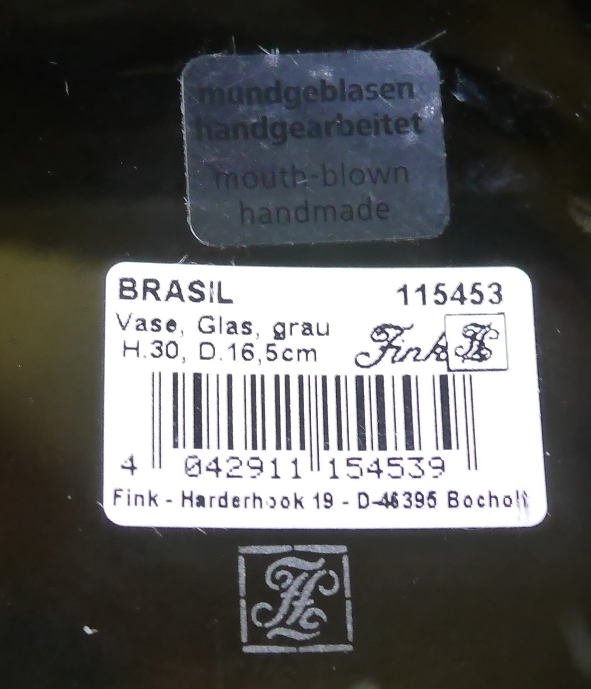 mundgeblasen
handgearbeitet
mouth-blown
handmade
BRASIL 115453
Vase, Glas, grau
H.30, D.16,5cm Fink
4 042911 154539
Fink - Harderhook 19 - D-46395 Bocholt